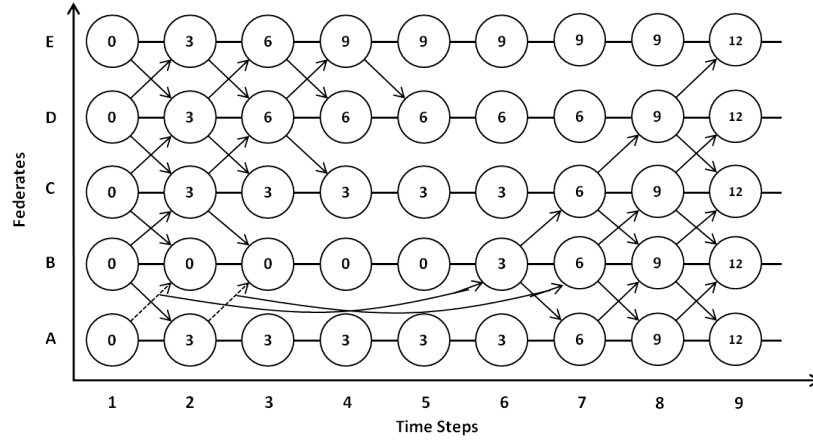 E 0 3 6 9 9 9 9 9 12
D 0 3 6 6 6 6 6 9 12
C 0 3 3 3 3 3 6 9 12
B 0 0 0 0 0 3 6 9 12
A 0 3 3 3 3 3 6 9 12
1 2 3 4 5 6 7 8 9
Time Steps
Federates